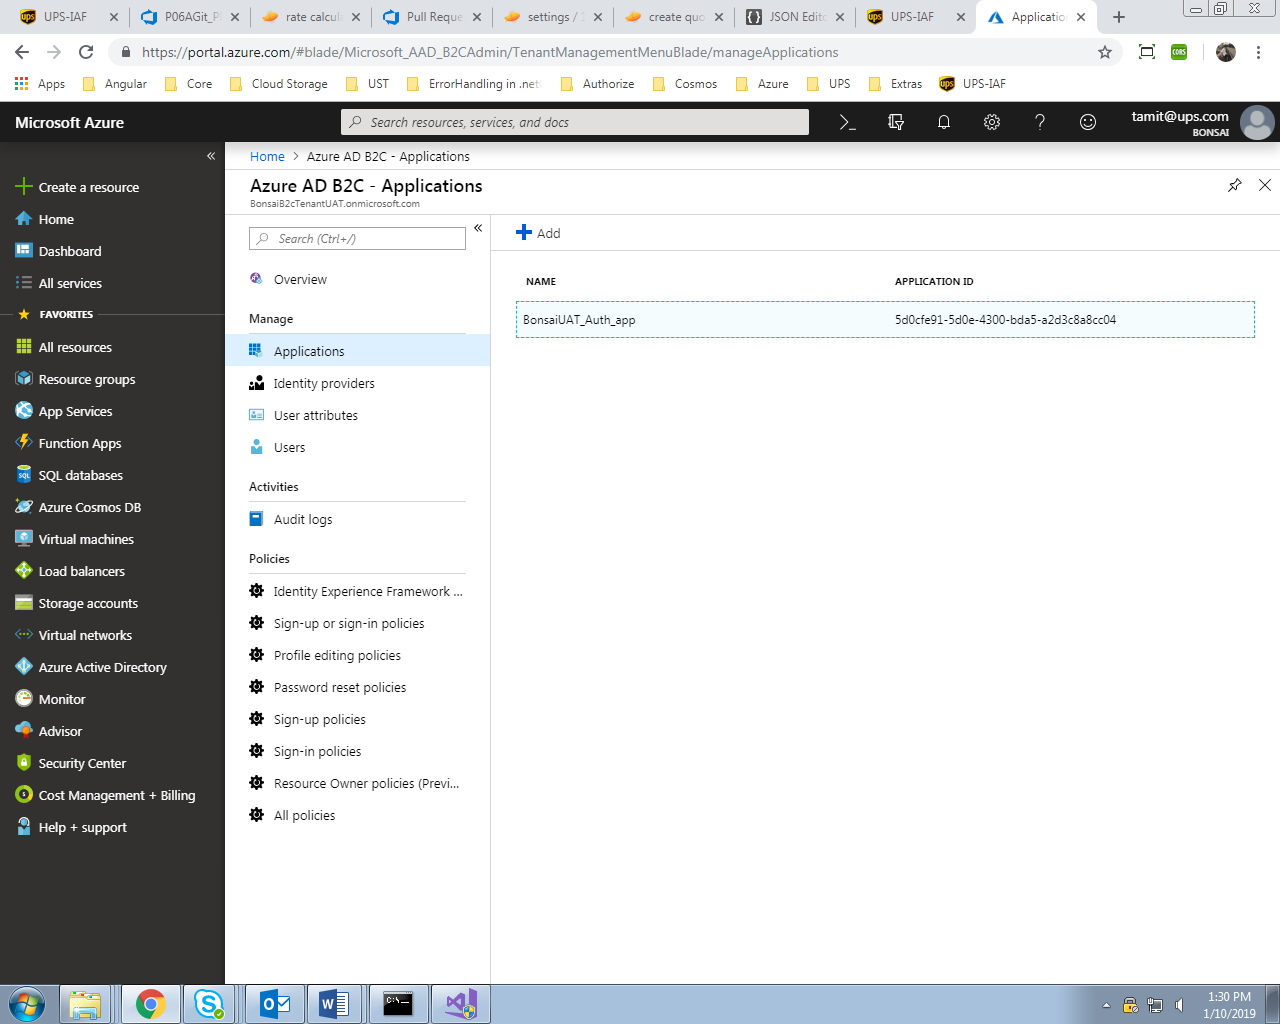 UPS-IAF
P06AGit_P
rate calcul
Pull Reque
settings /
create quo
JSON Edit
UPS-IAF
Applicatio
https://portal.azure.com/#blade/Microsoft_AAD_B2CAdmin/TenantManagementMenuBlade/manageApplications
CORS
Apps
Angular
Core
Cloud Storage
UST
ErrorHandling in .net
Authorize
Cosmos
Azure
UPS
Extras
UPS-IAF
Microsoft Azure
Search resources, services, and docs
tamit@ups.com
BONSAI
Create a resource
Home
Dashboard
All services
FAVORITES
All resources
Resource groups
App Services
Function Apps
SQL databases
Azure Cosmos DB
Virtual machines
Load balancers
Storage accounts
Virtual networks
Azure Active Directory
Monitor
Advisor
Security Center
Cost Management + Billing
Help + support
Home > Azure AD B2C - Applications
Azure AD B2C - Applications
BonsaiB2cTenantUAT.onmicrosoft.com
Search (Ctrl+/)
Overview
Manage
Applications
Identity providers
User attributes
Users
Activities
Audit logs
Policies
Identity Experience Framework ...
Sign-up or sign-in policies
Profile editing policies
Password reset policies
Sign-up policies
Sign-in policies
Resource Owner policies (Previ...
All policies
Add
NAME
APPLICATION ID
BonsaiUAT_Auth_app
5d0cfe91-5d0e-4300-bda5-a2d3c8a8cc04
1:30 PM
1/10/2019